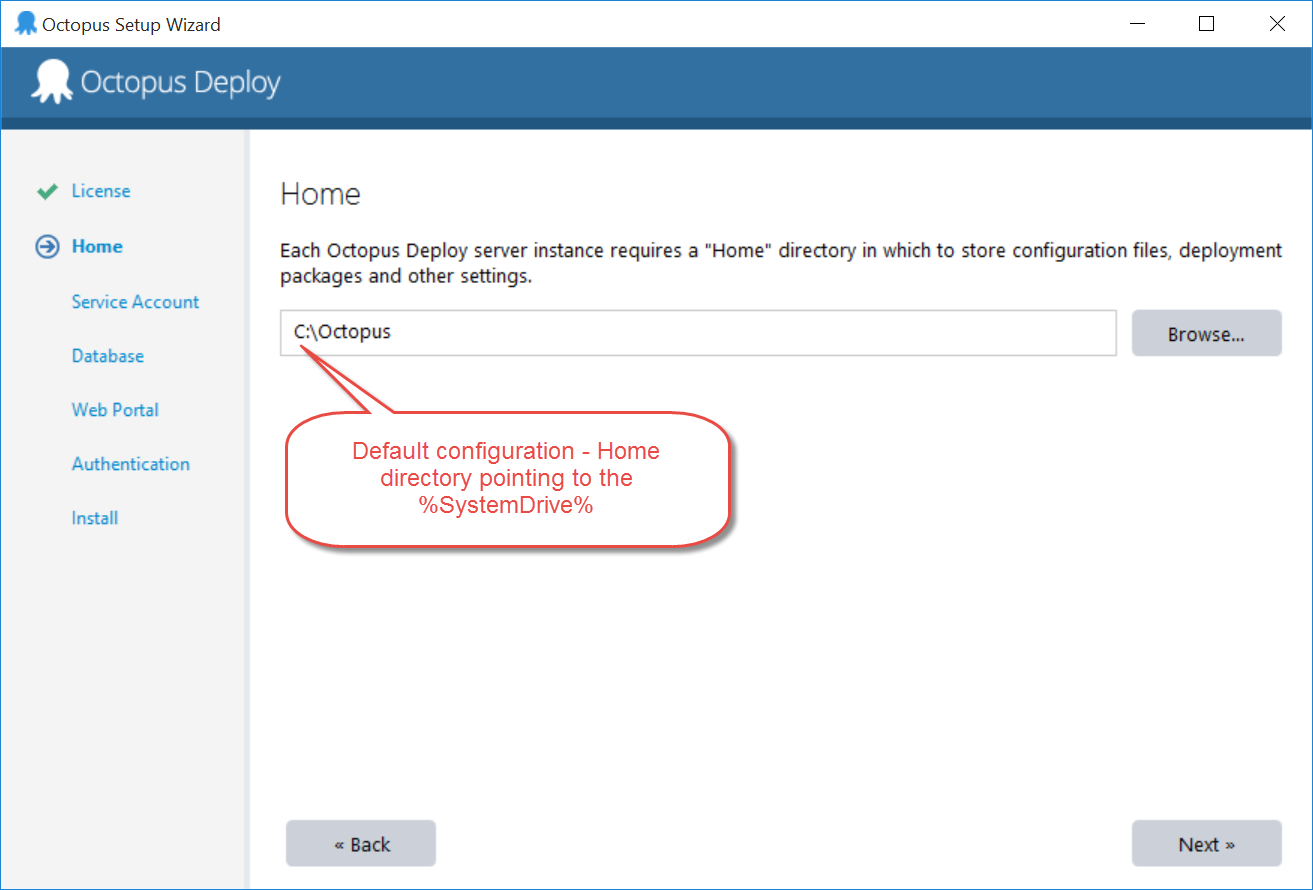 Octopus Setup Wizard
Octopus Deploy
License
Home
Service Account
Database
Web Portal
Authentication
Install
Home
Each Octopus Deploy server instance requires a "Home" directory in which to store configuration files, deployment
packages and other settings.
C:\Octopus
Browse...
Default configuration - Home
directory pointing to the
%SystemDrive%
« Back
Next »